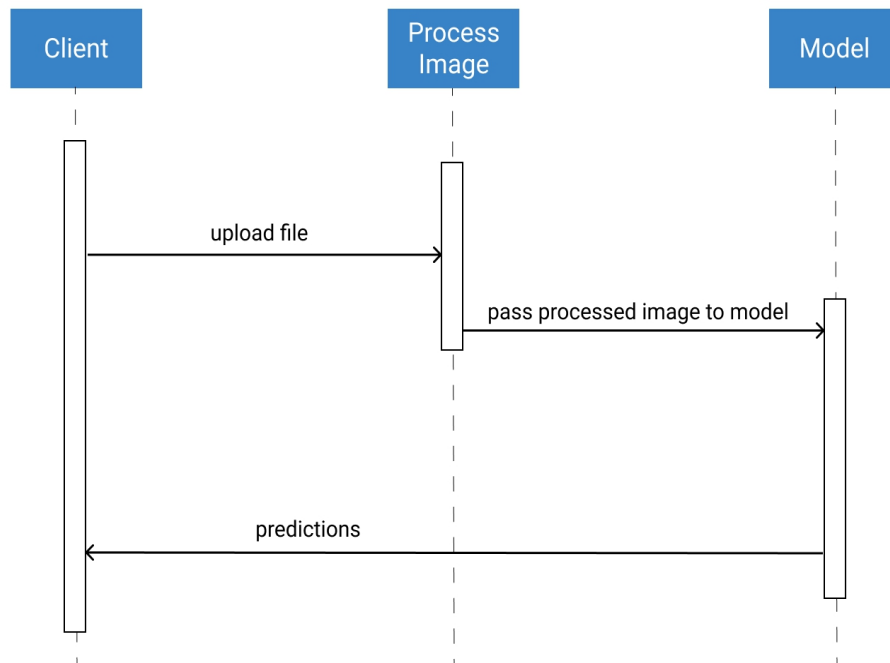 Client
Process
Image
Model
upload file
pass processed image to model
predictions